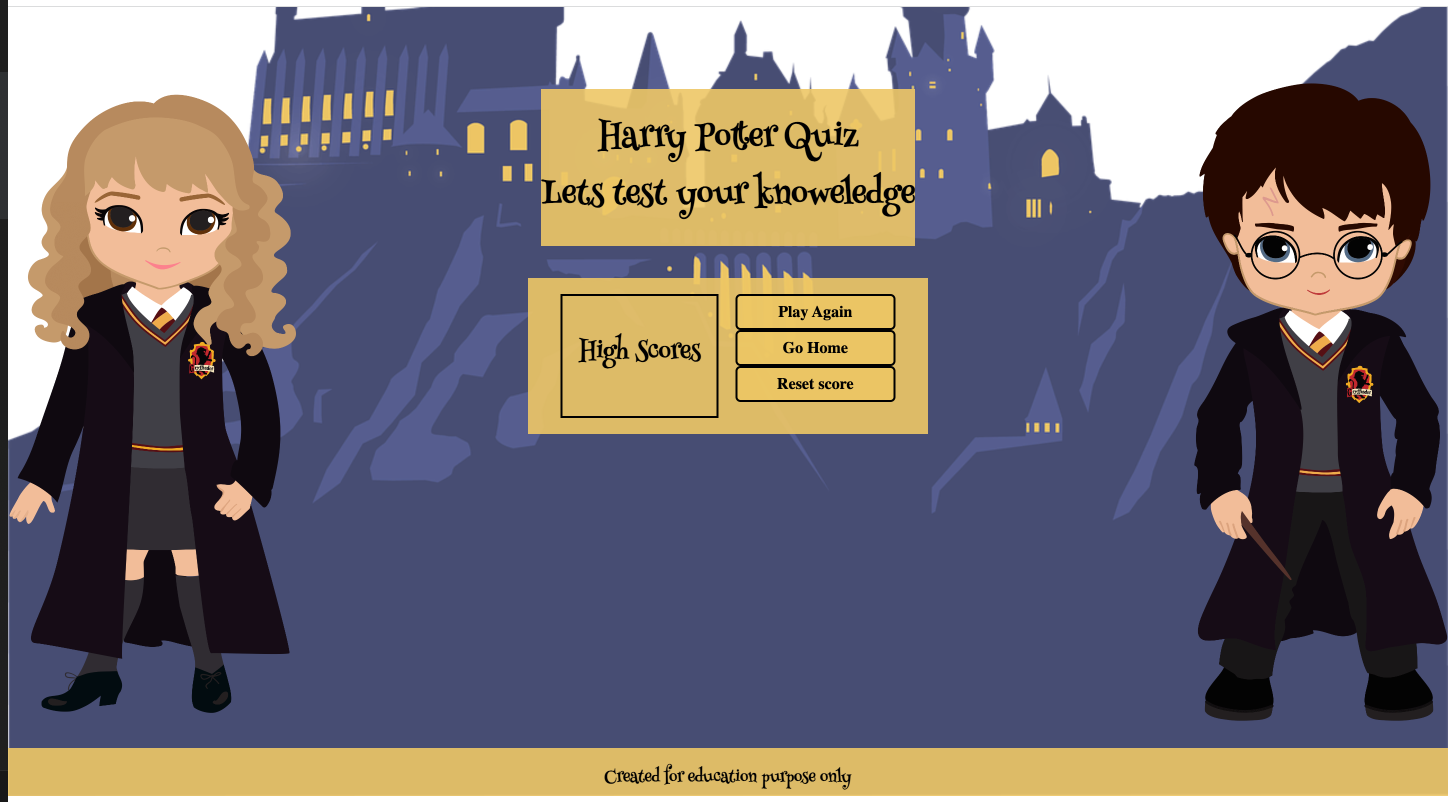 Harry Potter Quiz
Lets test your knoweledge
High Scores
Play Again
Go Home
Reset score
Created for education purpose only